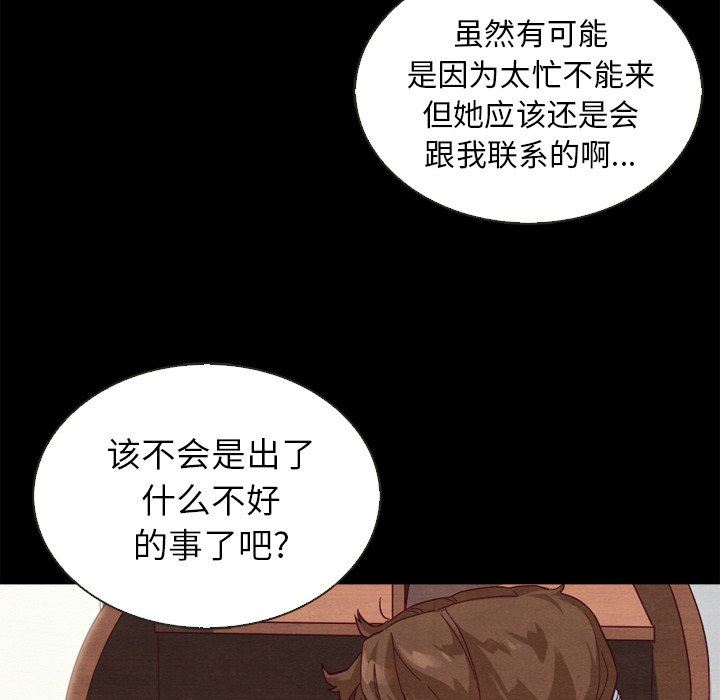 虽然有可能
是因为太忙不能来
但她应该还是会
跟我联系的啊...
该不会是出了
什么不好
的事了吧?